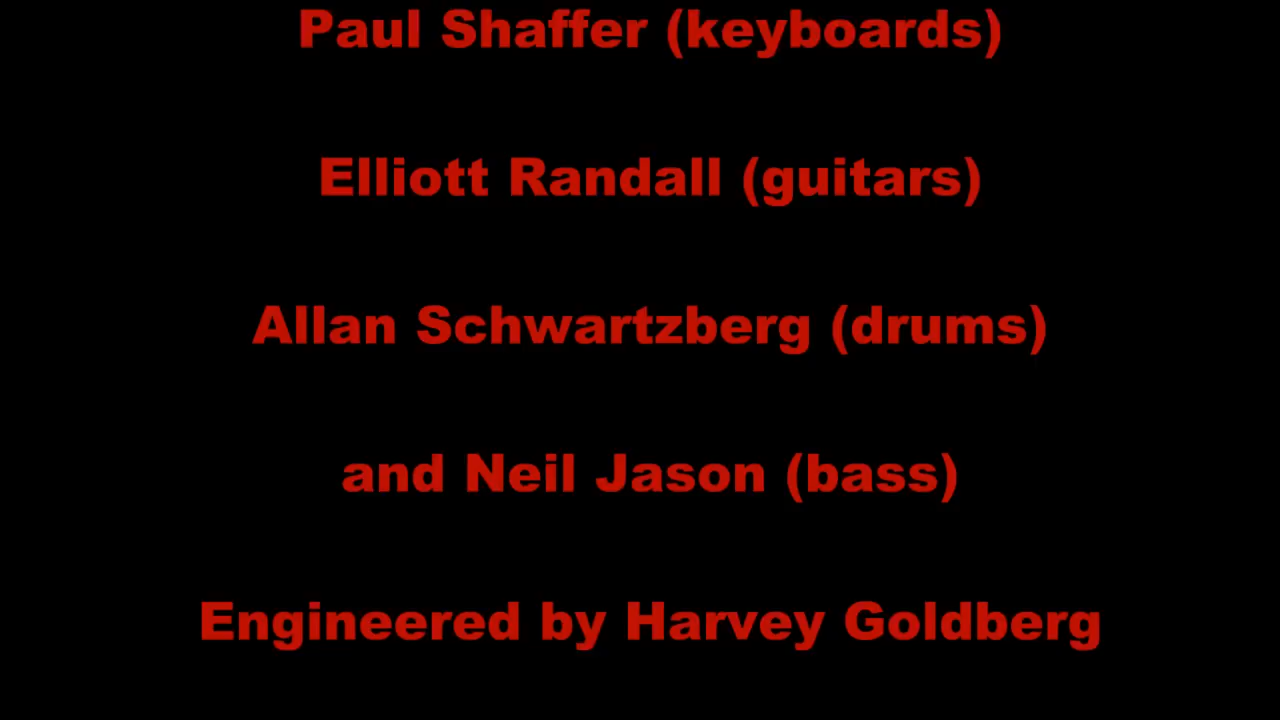 Paul Shaffer (keyboards)
Elliott Randall (guitars)
Allan Schwartzberg (drums)
and Neil Jason (bass)
Engineered by Harvey Goldberg